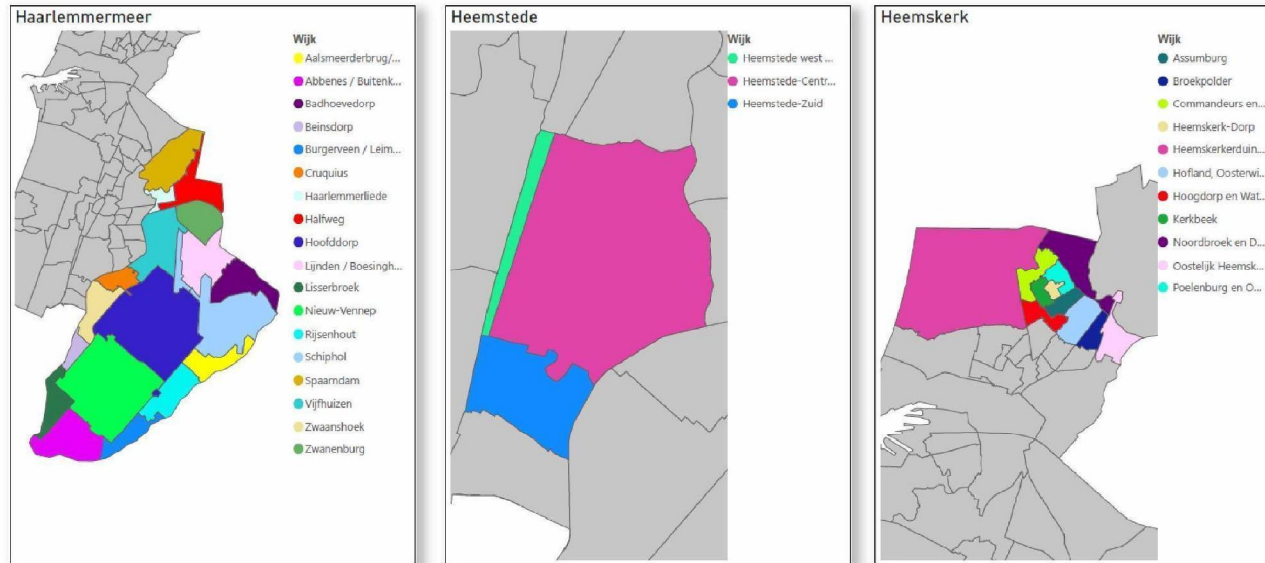 Haarlemmermeer
Wijk
Aalsmeerderbrug/...
Abbenes / Buitenk...
Badhoevedorp
Beinsdorp
Burgerveen / Leim...
Cruquius
Haarlemmerliede
Halfweg
Hoofddorp
Lijnden / Boesingh...
Lisserbroek
Nieuw-Vennep
Rijsenhout
Schiphol
Spaarndam
Vijfhuizen
Zwaanshoek
Zwanenburg
Heemstede
Wijk
Heemstede west ...
Heemstede-Centr...
Heemstede-Zuid
Heemskerk
Wijk
Assumburg
Broekpolder
Commandeurs en...
Heemskerk-Dorp
Heemskerkerduin...
Hofland, Oosterwi...
Hoogdorp en Wat...
Kerkbeek
Noordbroek en D...
Oostelijk Heemsk...
Poelenburg en O...